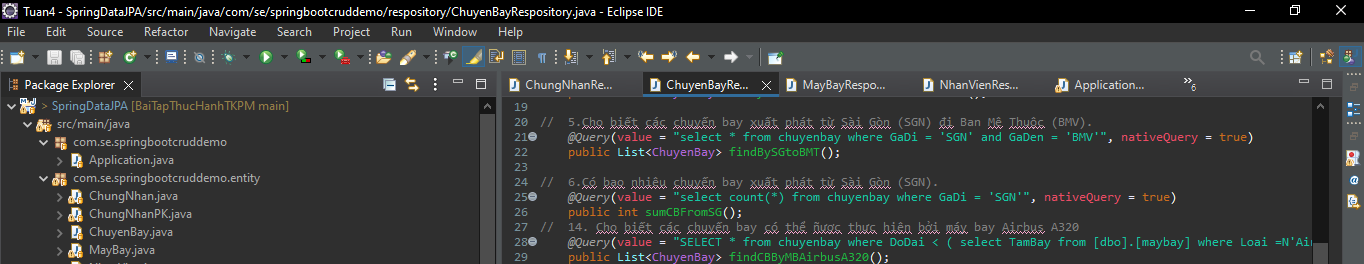 Tuan4 - SpringDataJPA/src/main/java/com/se/springbootcruddemo/respository/ChuyenBayRespository.java - Eclipse IDE
File Edit Source Refactor Navigate Search Project Run Window Help
Package Explorer
ChungNhanRe...
ChuyenBayRe...
MayBayRespo...
NhanVienRes...
Application....
»6
> SpringDataJPA [BaiTapThucHanhTKPM main]
src/main/java
com.se.springbootcruddemo
Application.java
com.se.springbootcruddemo.entity
ChungNhan.java
ChungNhanPK.java
ChuyenBay.java
MayBay.java
19
20 // 5.Cho biết các chuyến bay xuất phát từ Sài Gòn (SGN) đi Ban Mê Thuộc (BMV).
21 @Query(value = "select * from chuyenbay where GaDi = 'SGN' and GaDen = 'BMV'", nativeQuery = true)
22 public List<ChuyenBay> findBySGtoBMT();
23
24 // 6.Có bao nhiêu chuyến bay xuất phát từ Sài Gòn (SGN).
25 @Query(value = "select count(*) from chuyenbay where GaDi = 'SGN'", nativeQuery = true)
26 public int sumCBFromSG();
27 // 14. Cho biết các chuyến bay có thể được thực hiện bởi máy bay Airbus A320
28 @Query(value = "SELECT * from chuyenbay where DoDai < ( select TamBay from [dbo].[maybay] where Loai =N'Air
29 public List<ChuyenBay> findCBByMBAirbusA320();